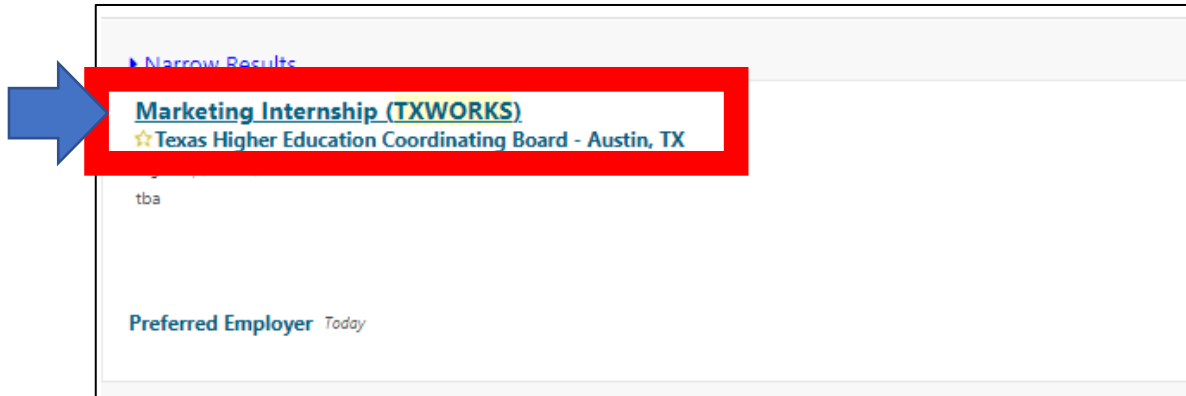 Narrow Results
Marketing Internship (TXWORKS)
Texas Higher Education Coordinating Board - Austin, TX
tba
Preferred Employer Today